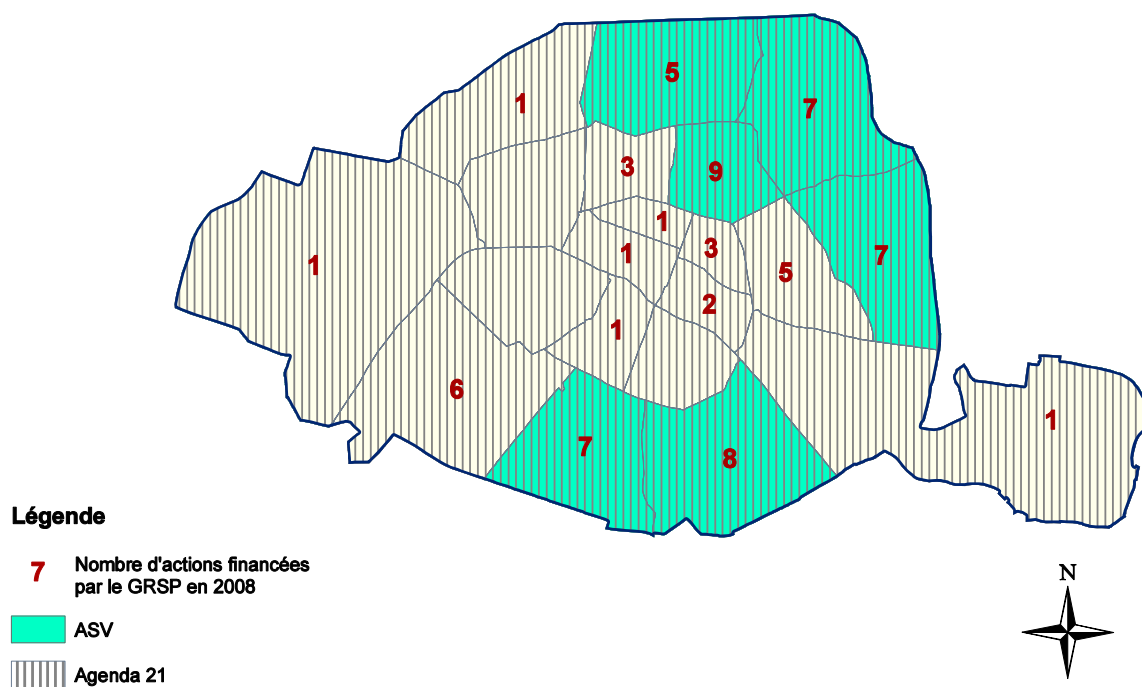 5
1
7
3
9
1
3
1
7
1
5
2
1
6
1
7
8
Légende
7 Nombre d'actions financées
par le GRSP en 2008
ASV
Agenda 21
N